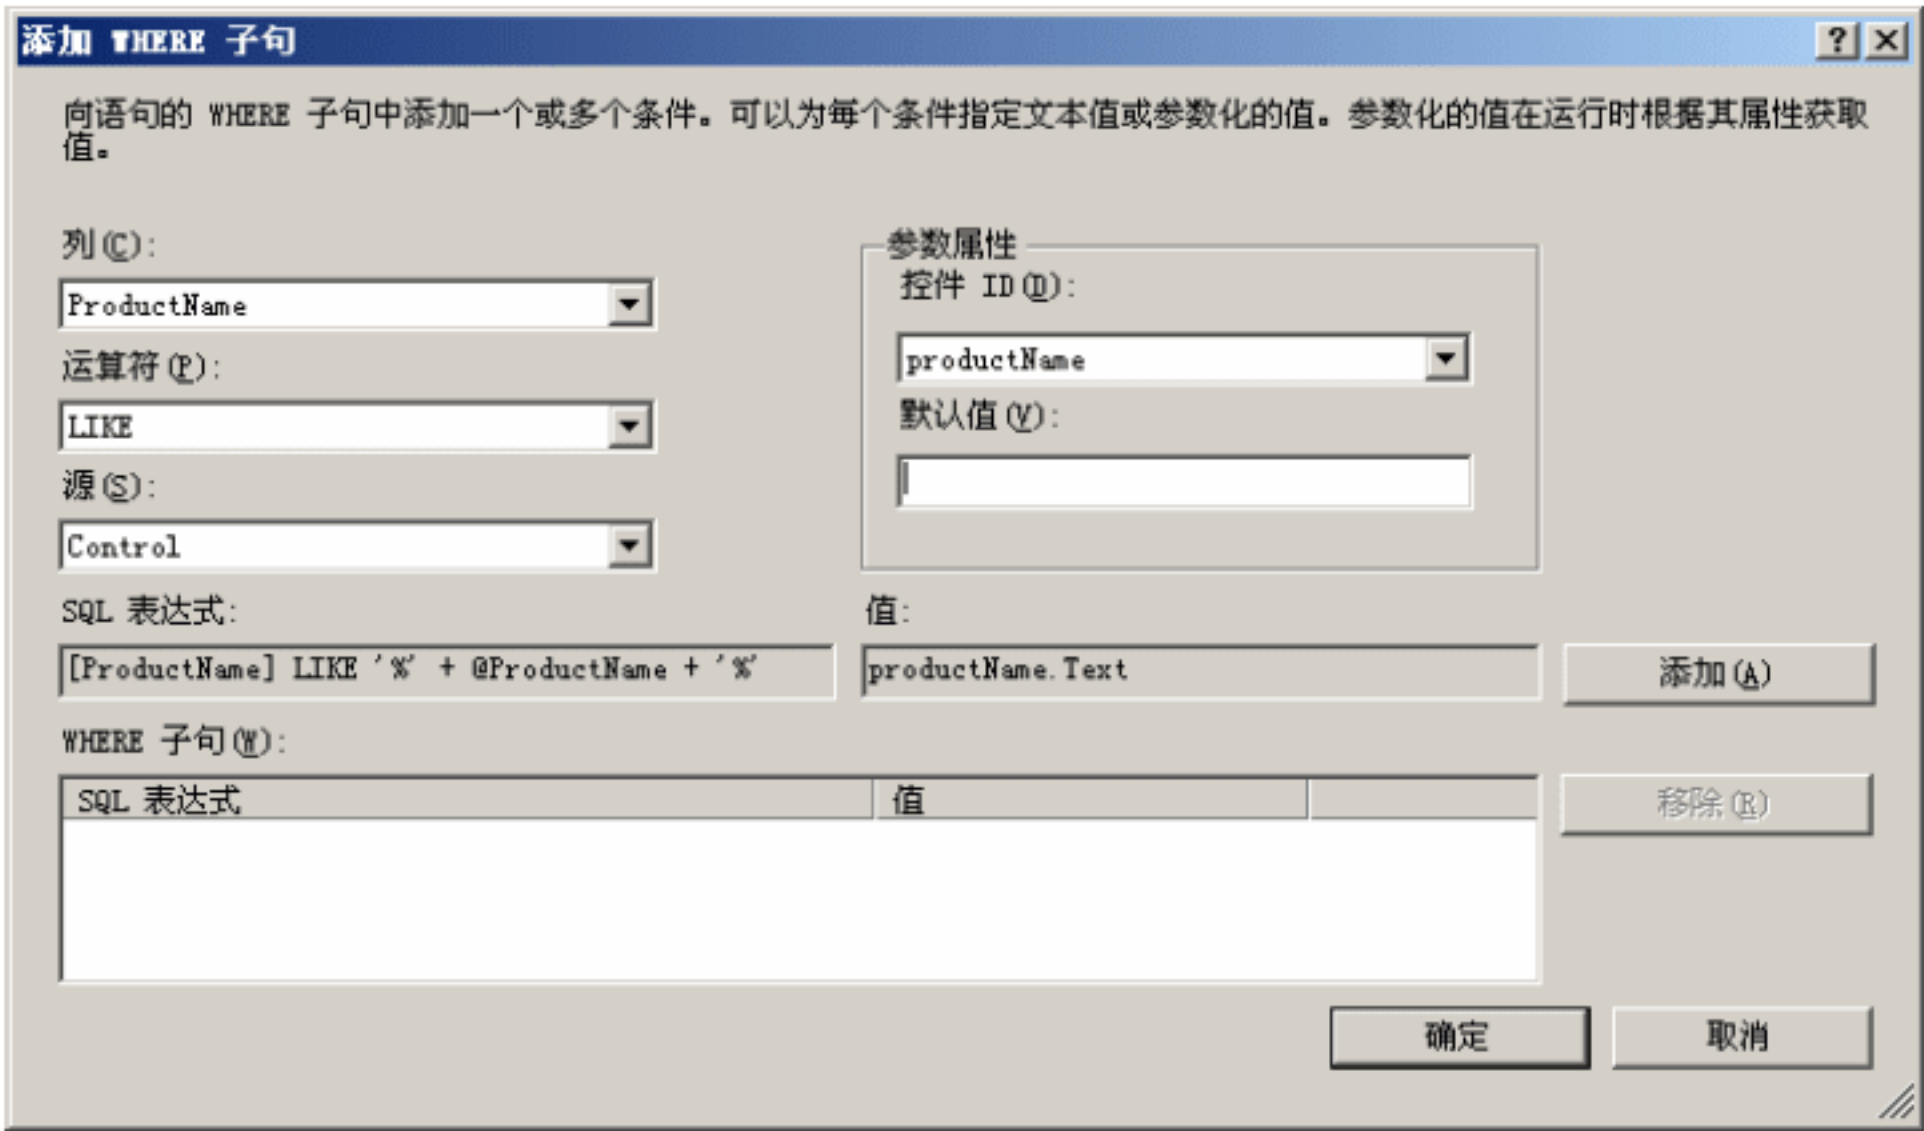 添加 WHERE 子句
向语句的 WHERE 子句中添加一个或多个条件。可以为每个条件指定文本值或参数化的值。参数化的值在运行时根据其属性获取
值。
列(C):
ProductName
运算符(P):
LIKE
源(S):
Control
参数属性
控件 ID(D):
productName
默认值(V):
SQL 表达式:
[ProductName] LIKE '%' + @ProductName + '%'
值:
productName.Text
添加(A)
WHERE 子句(W):
SQL 表达式 值
移除(R)
确定 取消